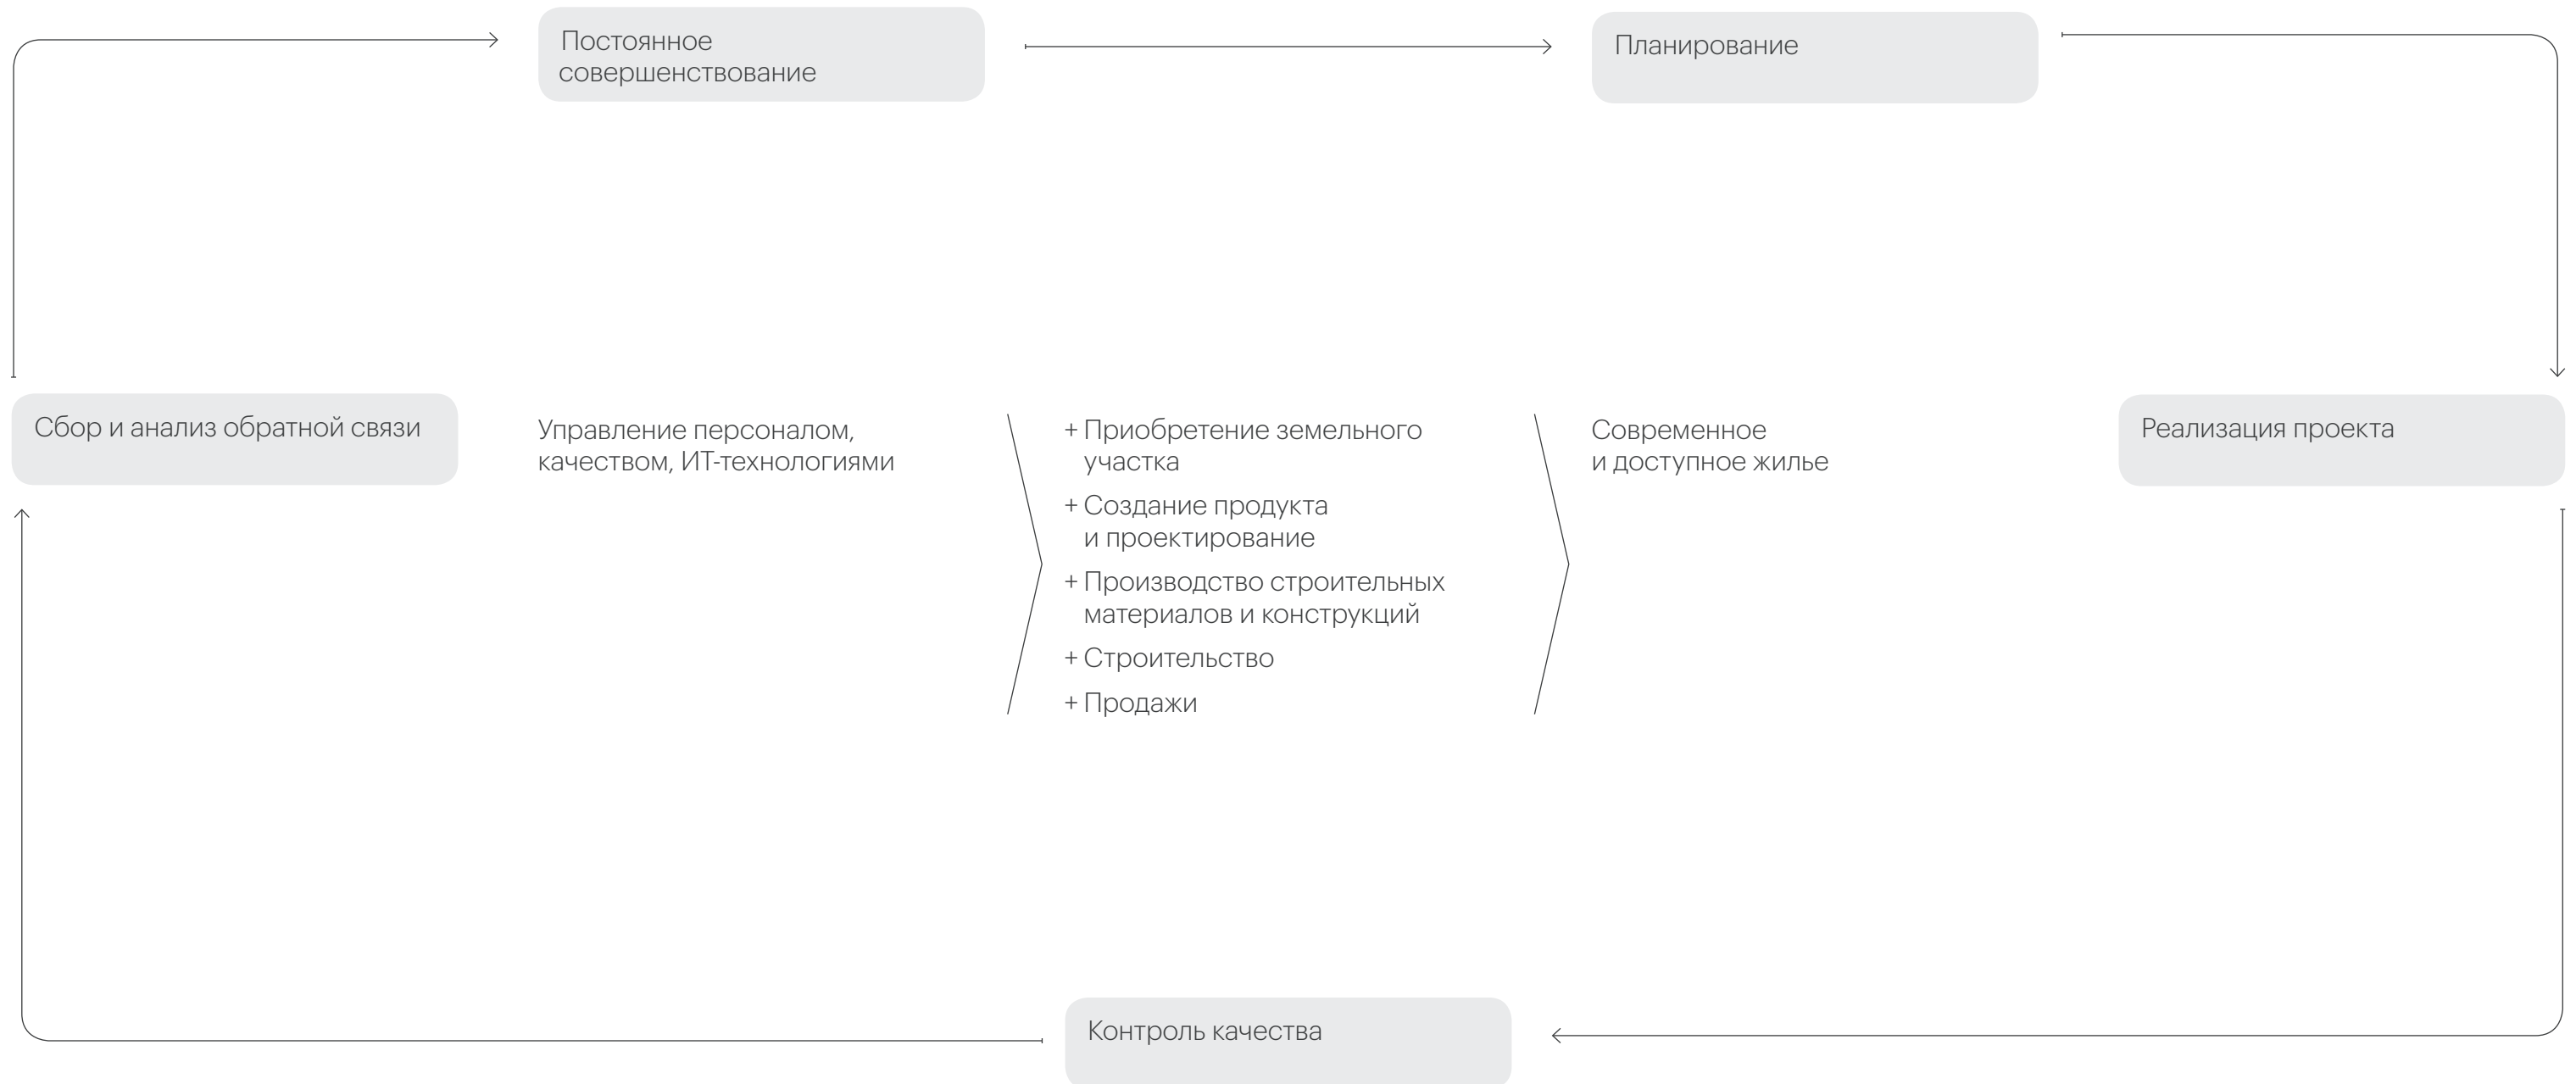 Постоянное
совершенствование
Планирование
Сбор и анализ обратной связи
Управление персоналом,
качеством, ИТ-технологиями
+ Приобретение земельного
участка
+ Создание продукта
и проектирование
+ Производство строительных
материалов и конструкций
+ Строительство
+ Продажи
Современное
и доступное жилье
Реализация проекта
Контроль качества